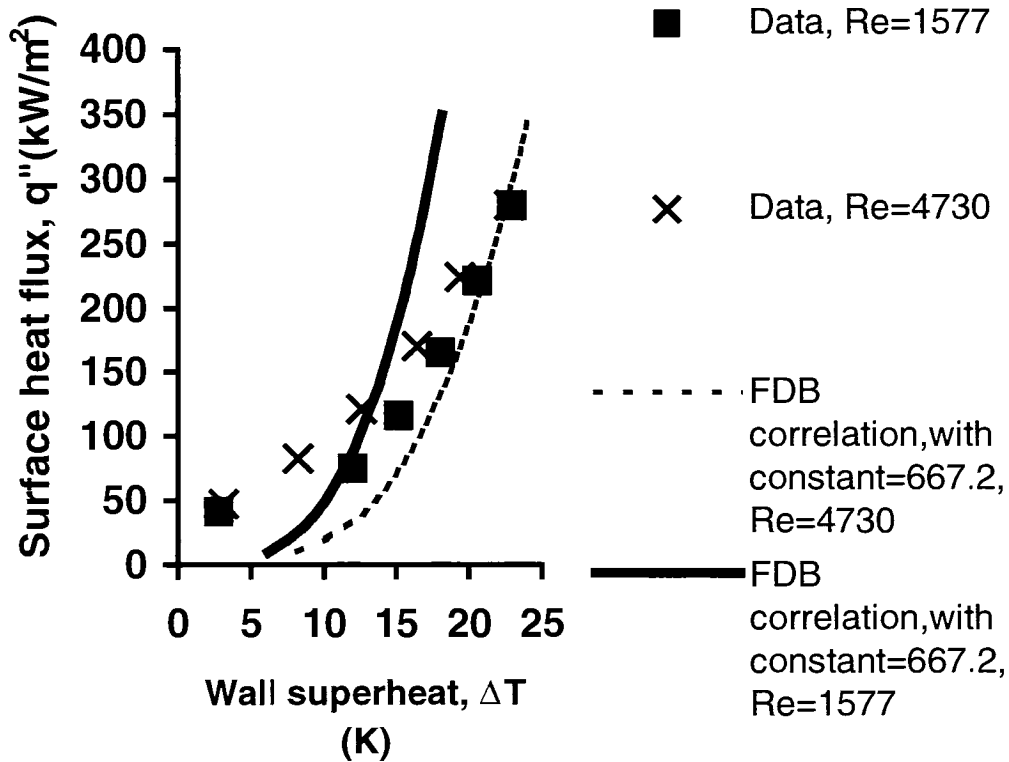 Surface heat flux, q"(kW/m²)
400
350
300
250
200
150
100
50
0
0 5 10 15 20 25
Wall superheat, ΔT
(K)
Data, Re=1577
Data, Re=4730
FDB
correlation,with
constant=667.2,
Re=4730
FDB
correlation,with
constant=667.2,
Re=1577